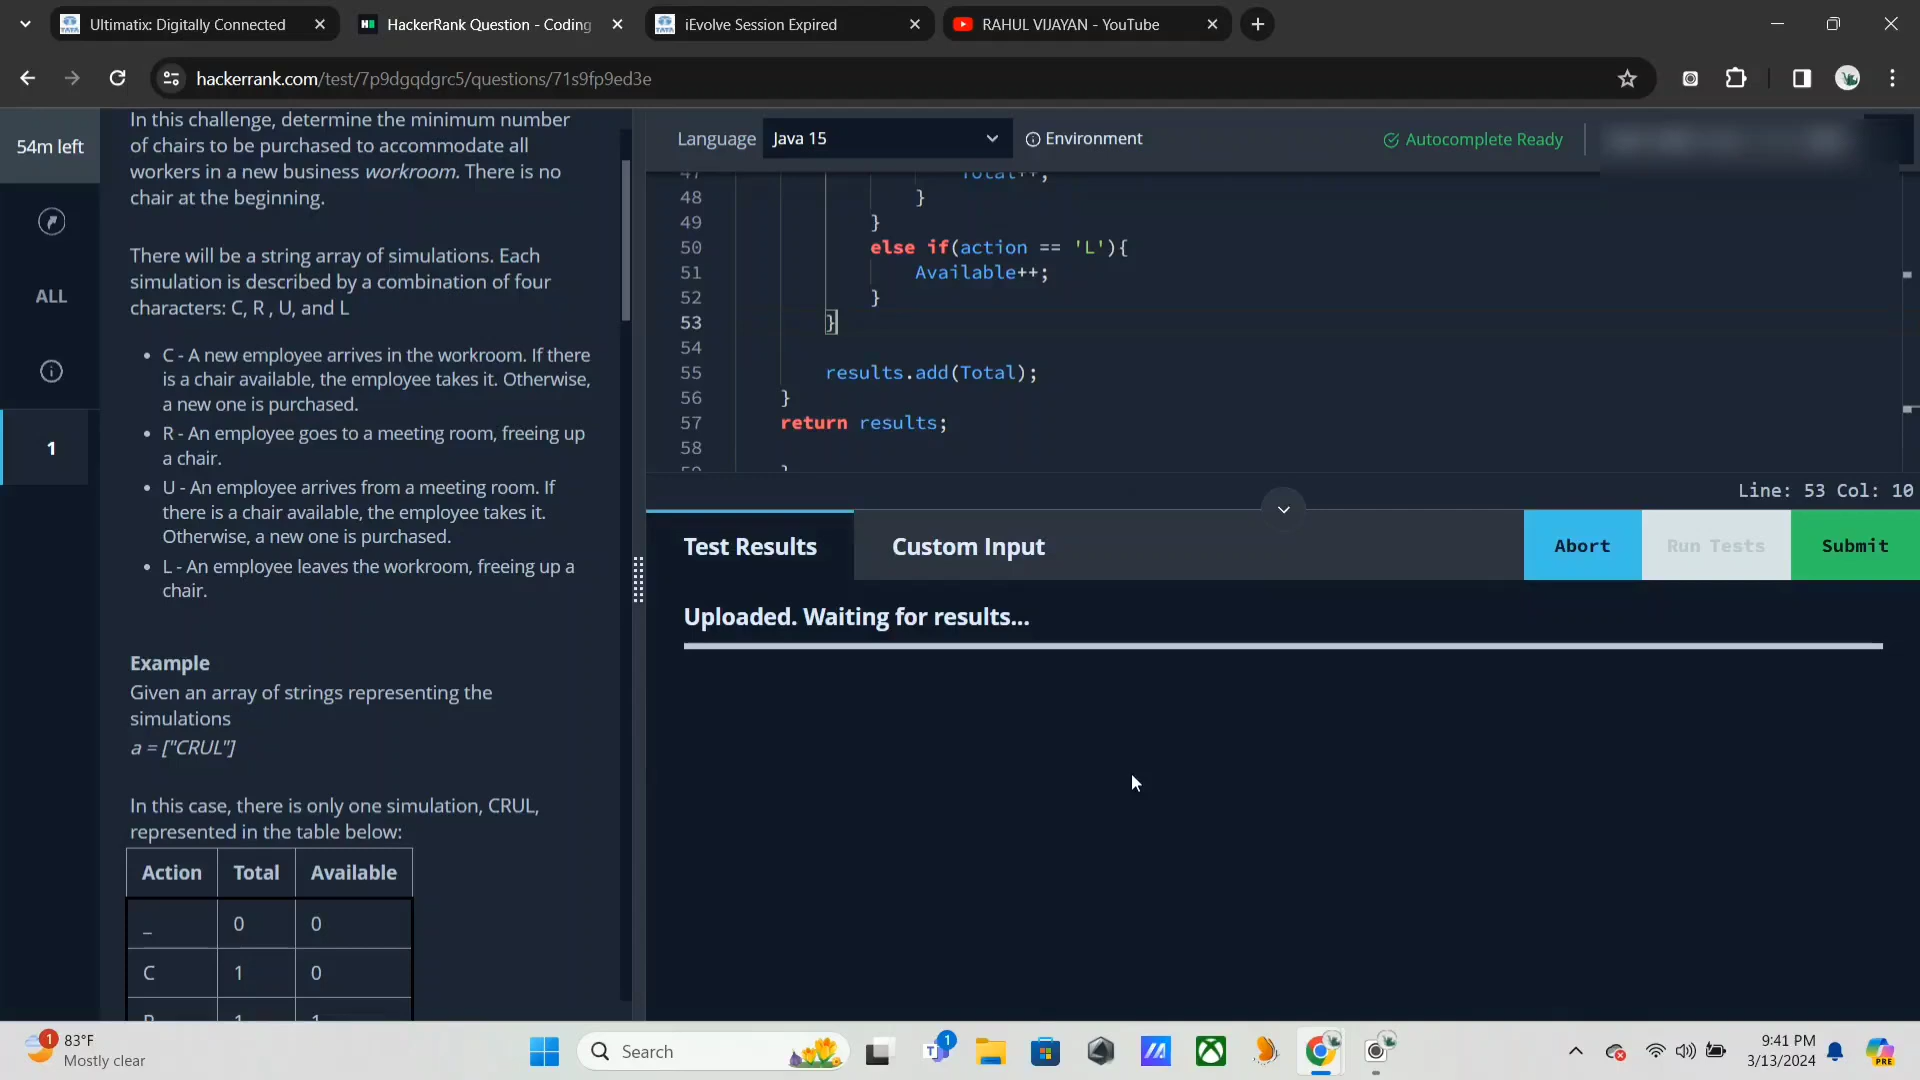 Ultimatix: Digitally Connected
HackerRank Question - Coding
iEvolve Session Expired
RAHUL VIJAYAN - YouTube
hackerrank.com/test/7p9dgqdgrc5/questions/71s9fp9ed3e
54m left
ALL
1
In this challenge, determine the minimum number
of chairs to be purchased to accommodate all
workers in a new business workroom. There is no
chair at the beginning.
There will be a string array of simulations. Each
simulation is described by a combination of four
characters: C, R , U, and L
• C - A new employee arrives in the workroom. If there
is a chair available, the employee takes it. Otherwise,
a new one is purchased.
• R - An employee goes to a meeting room, freeing up
a chair.
• U - An employee arrives from a meeting room. If
there is a chair available, the employee takes it.
Otherwise, a new one is purchased.
• L - An employee leaves the workroom, freeing up a
chair.
Example
Given an array of strings representing the
simulations
a = ["CRUL"]
In this case, there is only one simulation, CRUL,
represented in the table below:
Action Total Available
_ 0 0
C 1 0
R 1 1
Language Java 15 Environment Autocomplete Ready
47 Total++;
48 }
49 }
50 else if(action == 'L'){
51 Available++;
52 }
53 }
54
55 results.add(Total);
56 }
57 return results;
58
59 }
Line: 53 Col: 10
Test Results Custom Input Abort Run Tests Submit
Uploaded. Waiting for results...
1 83°F
Mostly clear
Search
1
PRE
9:41 PM
3/13/2024